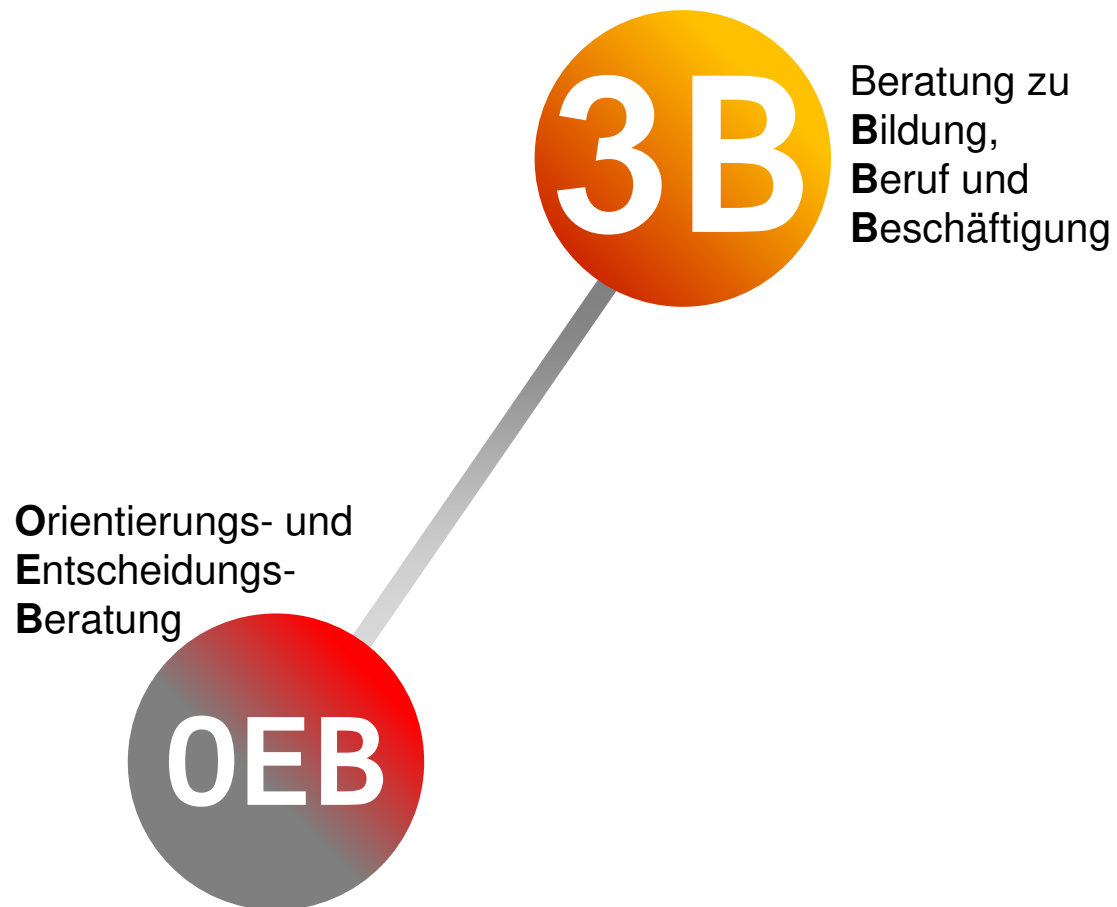 3B
Beratung zu
Bildung,
Beruf und
Beschäftigung
Orientierungs- und
Entscheidungs-
Beratung
OEB